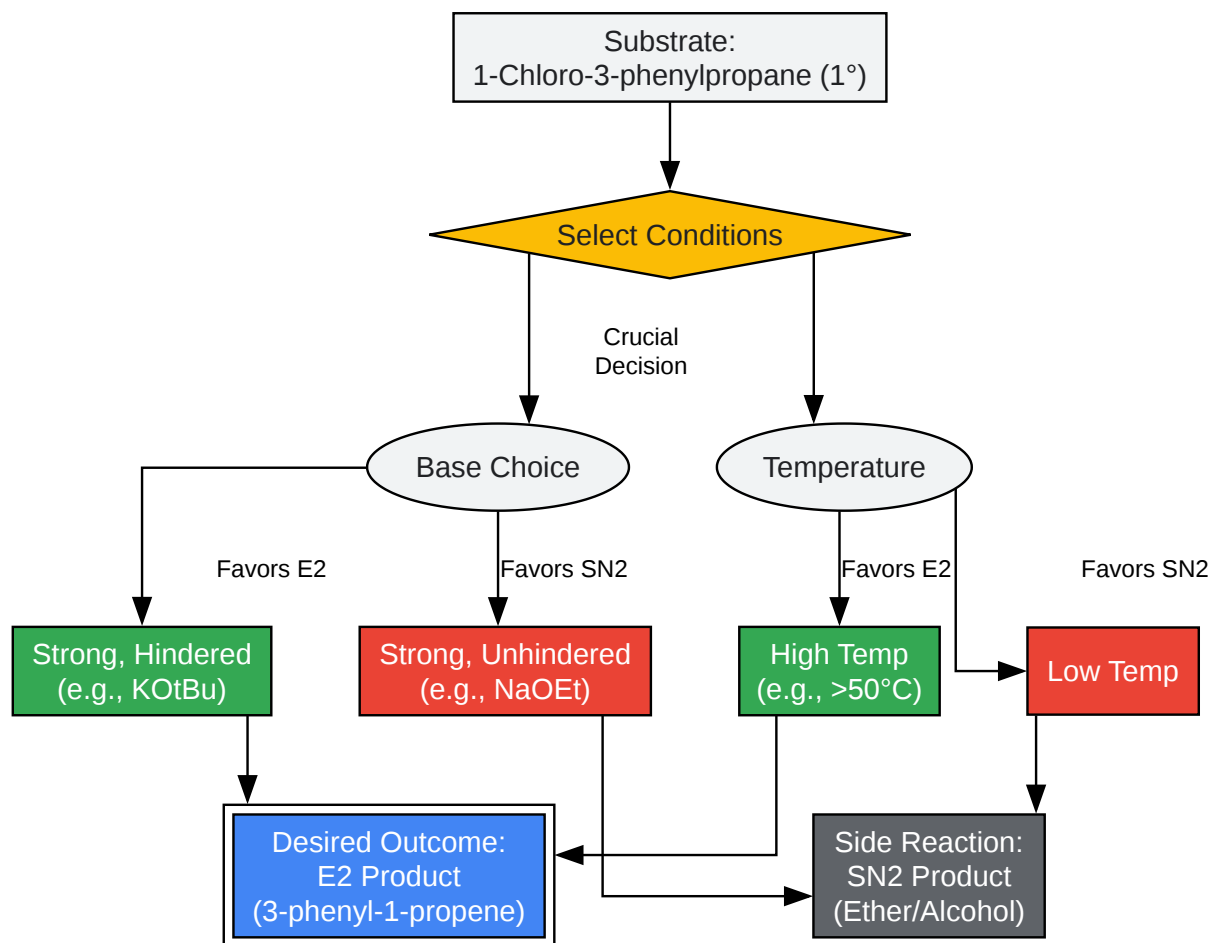 Substrate:
1-Chloro-3-phenylpropane (1°)
Select Conditions
Crucial
Decision
Base Choice
Temperature
Favors E2
Favors SN2
Favors E2
Favors SN2
Strong, Hindered
(e.g., KOtBu)
Strong, Unhindered
(e.g., NaOEt)
High Temp
(e.g., >50°C)
Low Temp
Desired Outcome:
E2 Product
(3-phenyl-1-propene)
Side Reaction:
SN2 Product
(Ether/Alcohol)